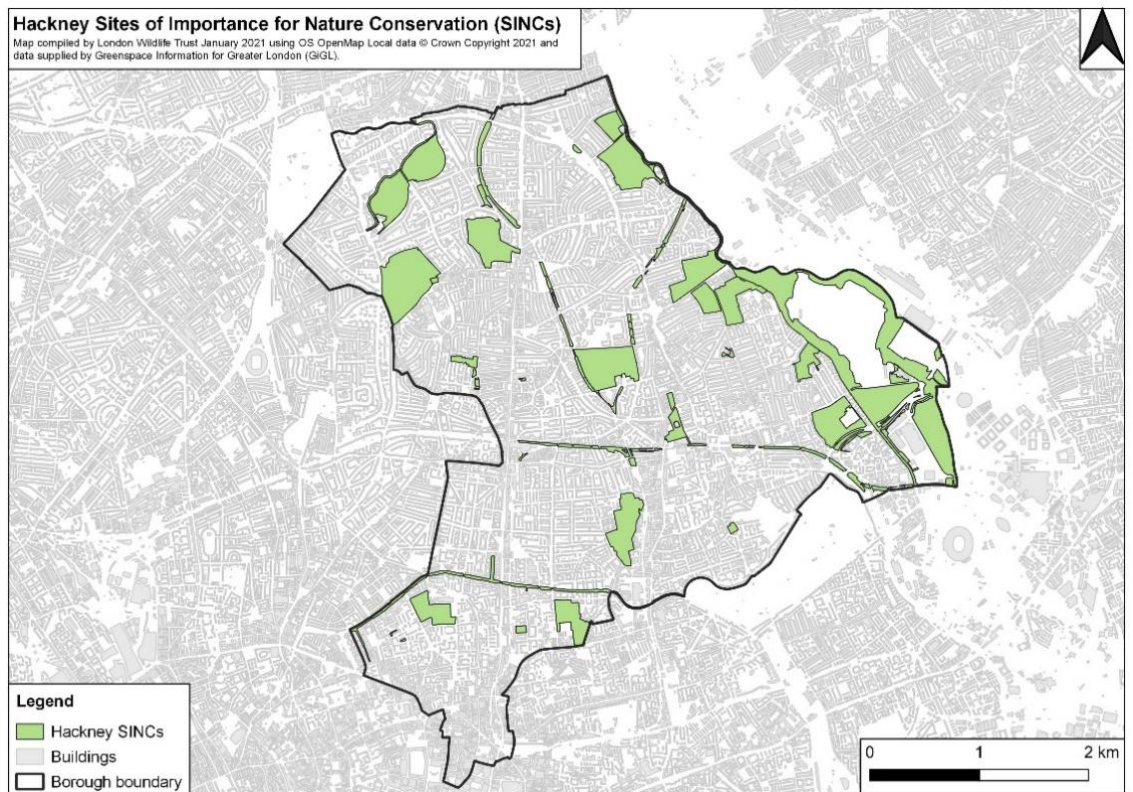 Hackney Sites of Importance for Nature Conservation (SINCs)
Map compiled by London Wildlife Trust January 2021 using OS OpenMap Local data © Crown Copyright 2021 and
data supplied by Greenspace Information for Greater London (GiGL).
Legend
Hackney SINCs
Buildings
Borough boundary
0 1 2 km